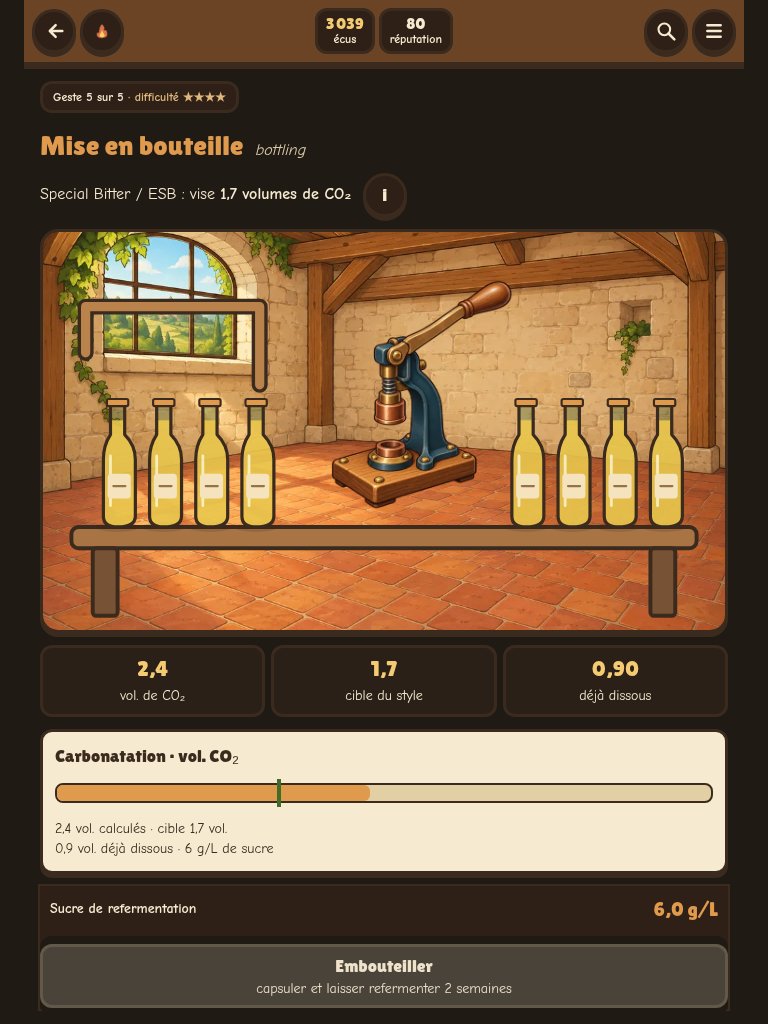 3 039
écus
80
réputation
Geste 5 sur 5 · difficulté ★★★★
Mise en bouteille bottling
Special Bitter / ESB : vise 1,7 volumes de CO₂ i
2,4
vol. de CO₂
1,7
cible du style
0,90
déjà dissous
Carbonatation · vol. CO₂
2,4 vol. calculés · cible 1,7 vol.
0,9 vol. déjà dissous · 6 g/L de sucre
Sucre de refermentation 6,0 g/L
Embouteiller
capsuler et laisser refermenter 2 semaines